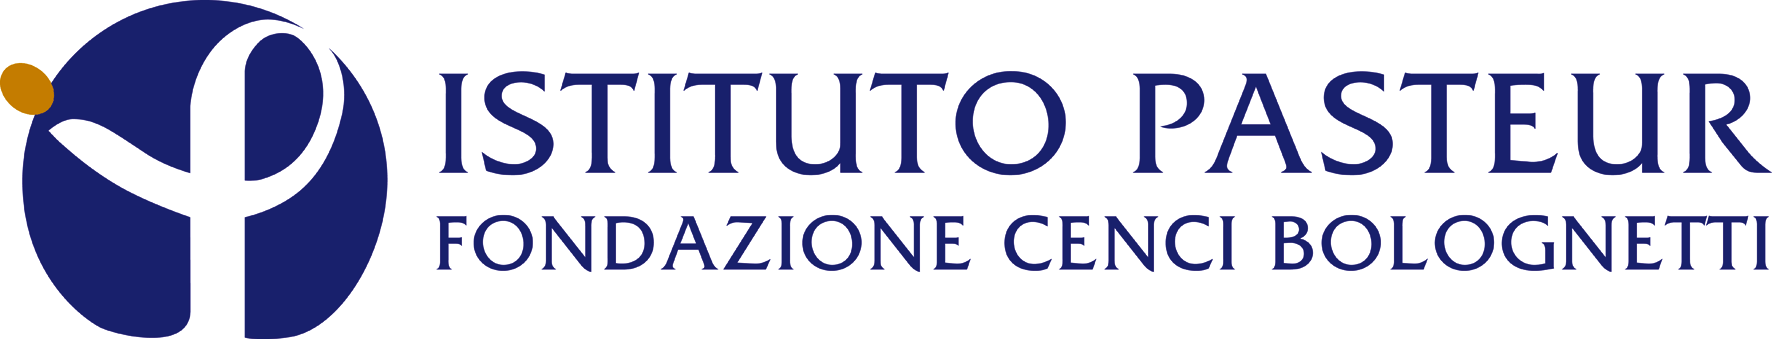 ISTITUTO PASTEUR
FONDAZIONE CENCI BOLOGNETTI